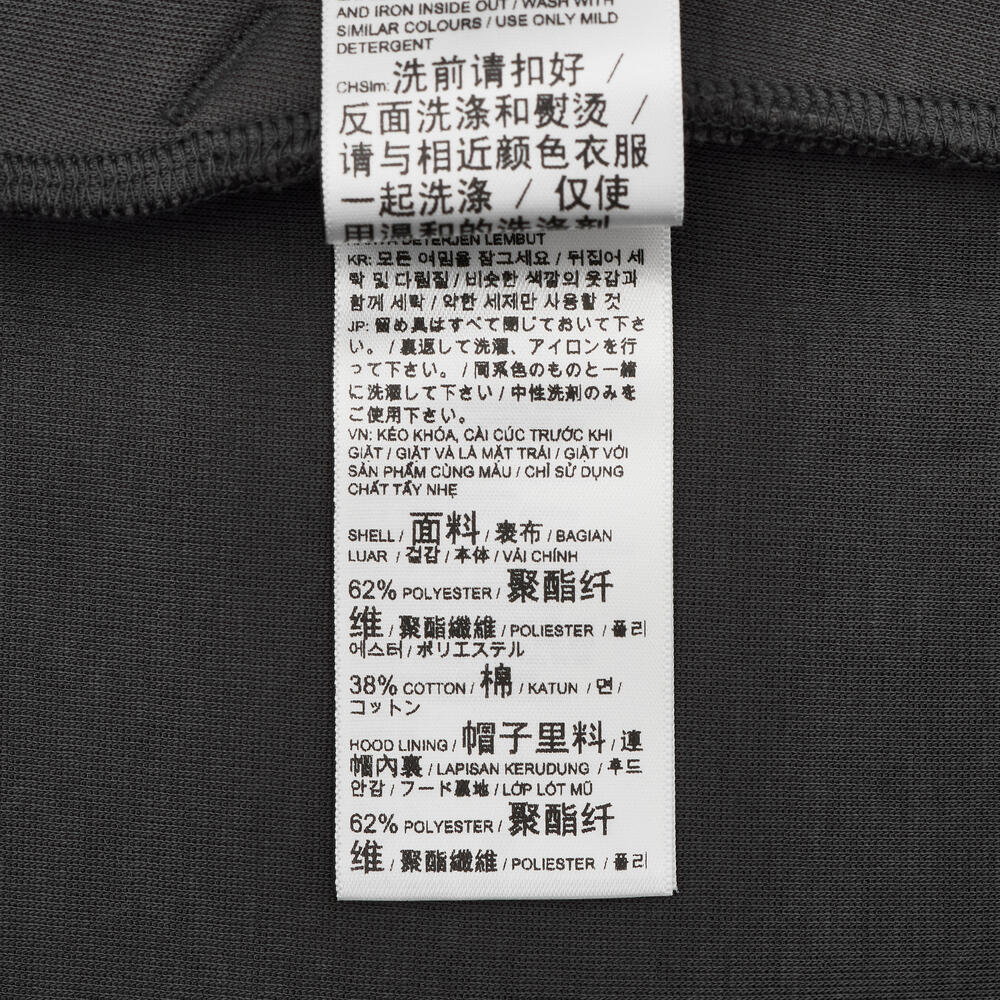 AND IRON INSIDE OUT / WASH WITH
SIMILAR COLOURS / USE ONLY MILD
DETERGENT
CHSIm: 洗前请扣好 /
反面洗涤和熨烫 /
请与相近颜色衣服
一起洗涤 / 仅使
用温和的洗涤剂
HANYA DETERJEN LEMBUT
KR: 모든 여밈을 잠그세요 / 뒤집어 세
탁 및 다림질 / 비슷한 색깔의 옷감과
함께 세탁 / 약한 세제만 사용할 것
JP: 留め具はすべて閉じておいて下さ
い。 / 裏返して洗濯、アイロンを行
って下さい。 / 同系色のものと一緒
に洗濯して下さい / 中性洗剤のみを
ご使用下さい。
VN: KÉO KHÓA, CÀI CÚC TRƯỚC KHI
GIẶT / GIẶT VÀ LÀ MẶT TRÁI / GIẶT VỚI
SẢN PHẨM CÙNG MÀU / CHỈ SỬ DỤNG
CHẤT TẨY NHẸ
SHELL / 面料 / 表布 / BAGIAN
LUAR / 겉감 / 本体 / VẢI CHÍNH
62% POLYESTER / 聚酯纤
维 / 聚酯纖維 / POLIESTER / 폴리
에스터 / ポリエステル
38% COTTON / 棉 / KATUN / 면 /
コットン
HOOD LINING / 帽子里料 / 連
帽內裏 / LAPISAN KERUDUNG / 후드
안감 / フード裏地 / LỚP LÓT MŨ
62% POLYESTER / 聚酯纤
维 / 聚酯纖維 / POLIESTER / 폴리